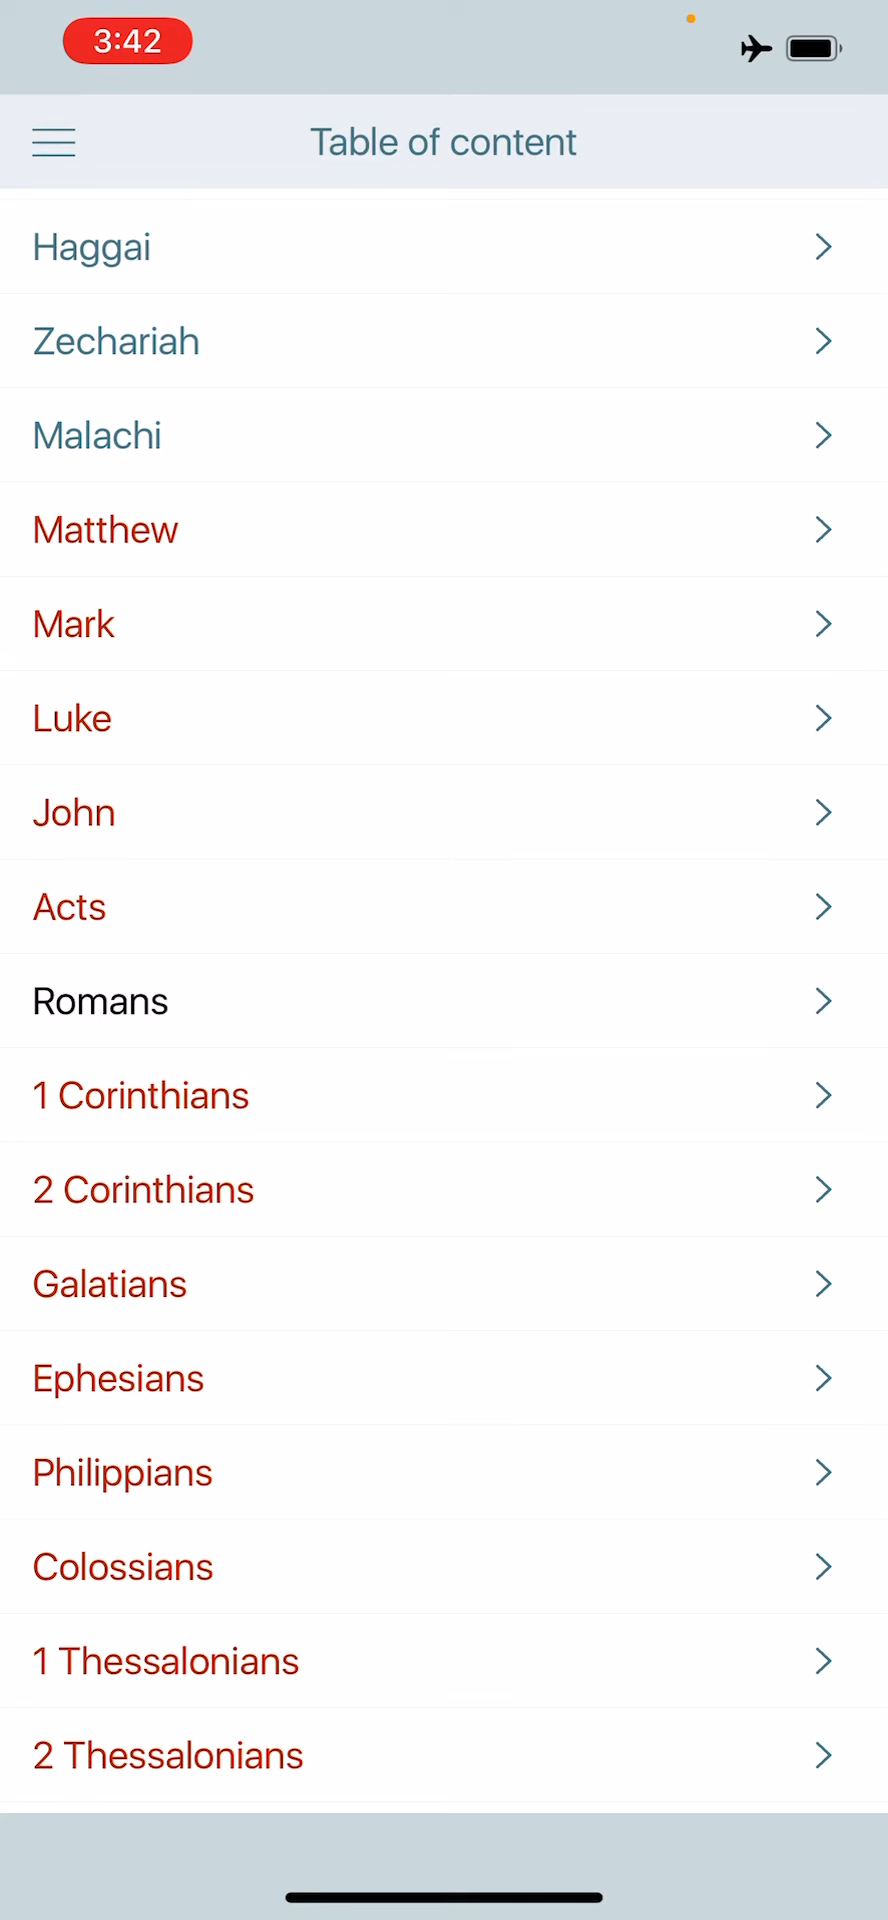 3:42
Table of content
Haggai
Zechariah
Malachi
Matthew
Mark
Luke
John
Acts
Romans
1 Corinthians
2 Corinthians
Galatians
Ephesians
Philippians
Colossians
1 Thessalonians
2 Thessalonians